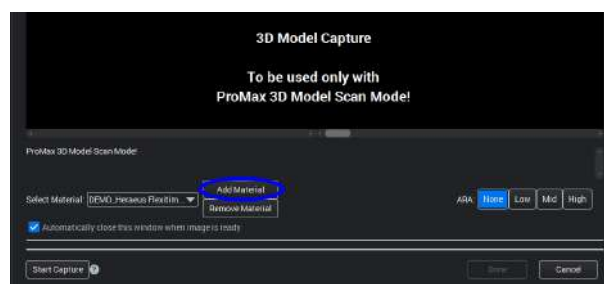 3D Model Capture
To be used only with
ProMax 3D Model Scan Mode!
ProMax 3D Model Scan Mode!
Add Material
Select Material: DEMO_Heraeus Flexitim...
Remove Material
ARA: None Low Mid High
Automatically close this window when image is ready
Start Capture ? Done Cancel